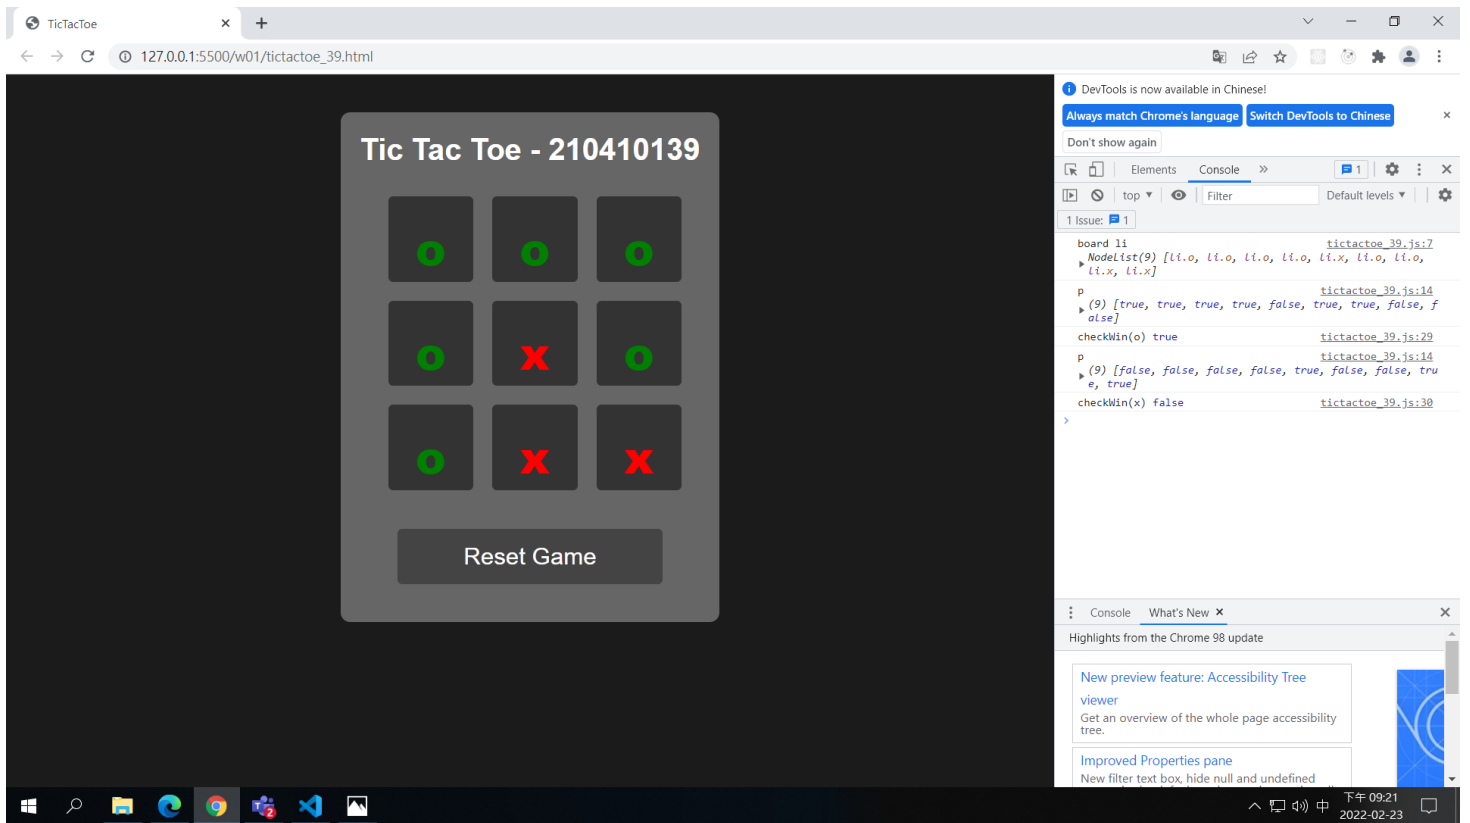 TicTacToe
127.0.0.1:5500/w01/tictactoe_39.html
Tic Tac Toe - 210410139
o o o
o x o
o x x
Reset Game
DevTools is now available in Chinese!
Always match Chrome's language Switch DevTools to Chinese
Don't show again
Elements Console
1
top Filter Default levels
1 Issue: 1
board li tictactoe_39.js:7
NodeList(9) [li.o, li.o, li.o, li.o, li.x, li.o, li.o,
li.x, li.x]
p tictactoe_39.js:14
(9) [true, true, true, true, false, true, true, false, f
alse]
checkWin(o) true tictactoe_39.js:29
p tictactoe_39.js:14
(9) [false, false, false, false, true, false, false, tru
e, true]
checkWin(x) false tictactoe_39.js:30
Console What's New
Highlights from the Chrome 98 update
New preview feature: Accessibility Tree
viewer
Get an overview of the whole page accessibility
tree.
Improved Properties pane
New filter text box, hide null and undefined
2
中
下午 09:21
2022-02-23